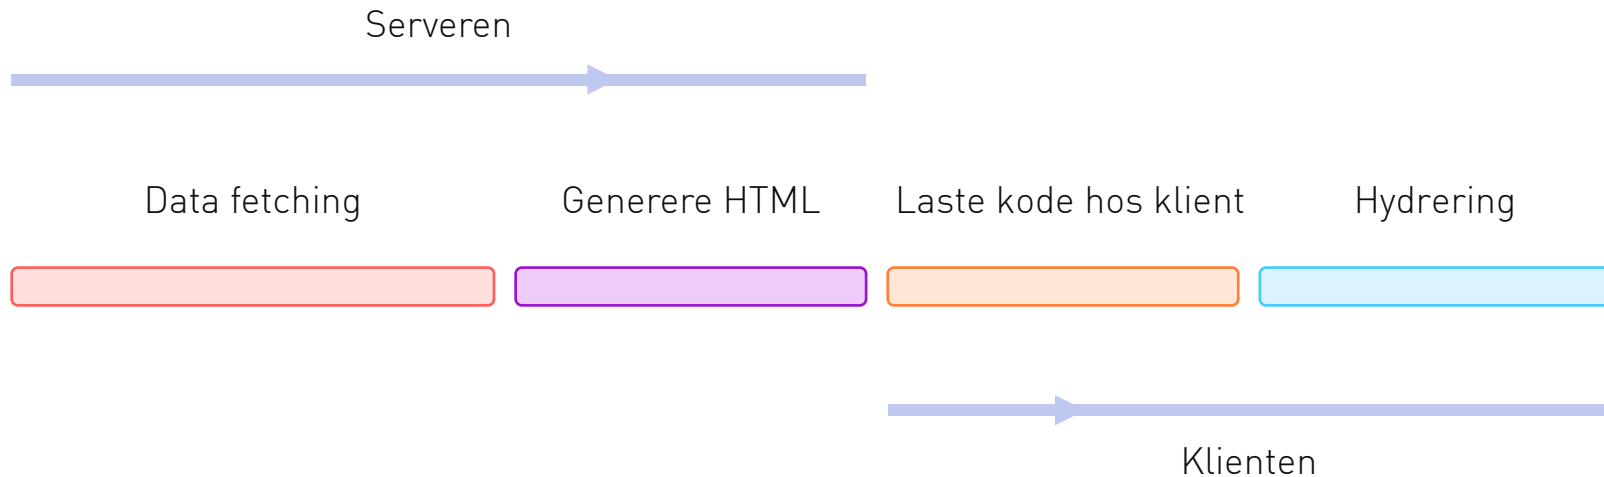 Serveren
Data fetching
Generere HTML
Laste kode hos klient
Hydrering
Klienten